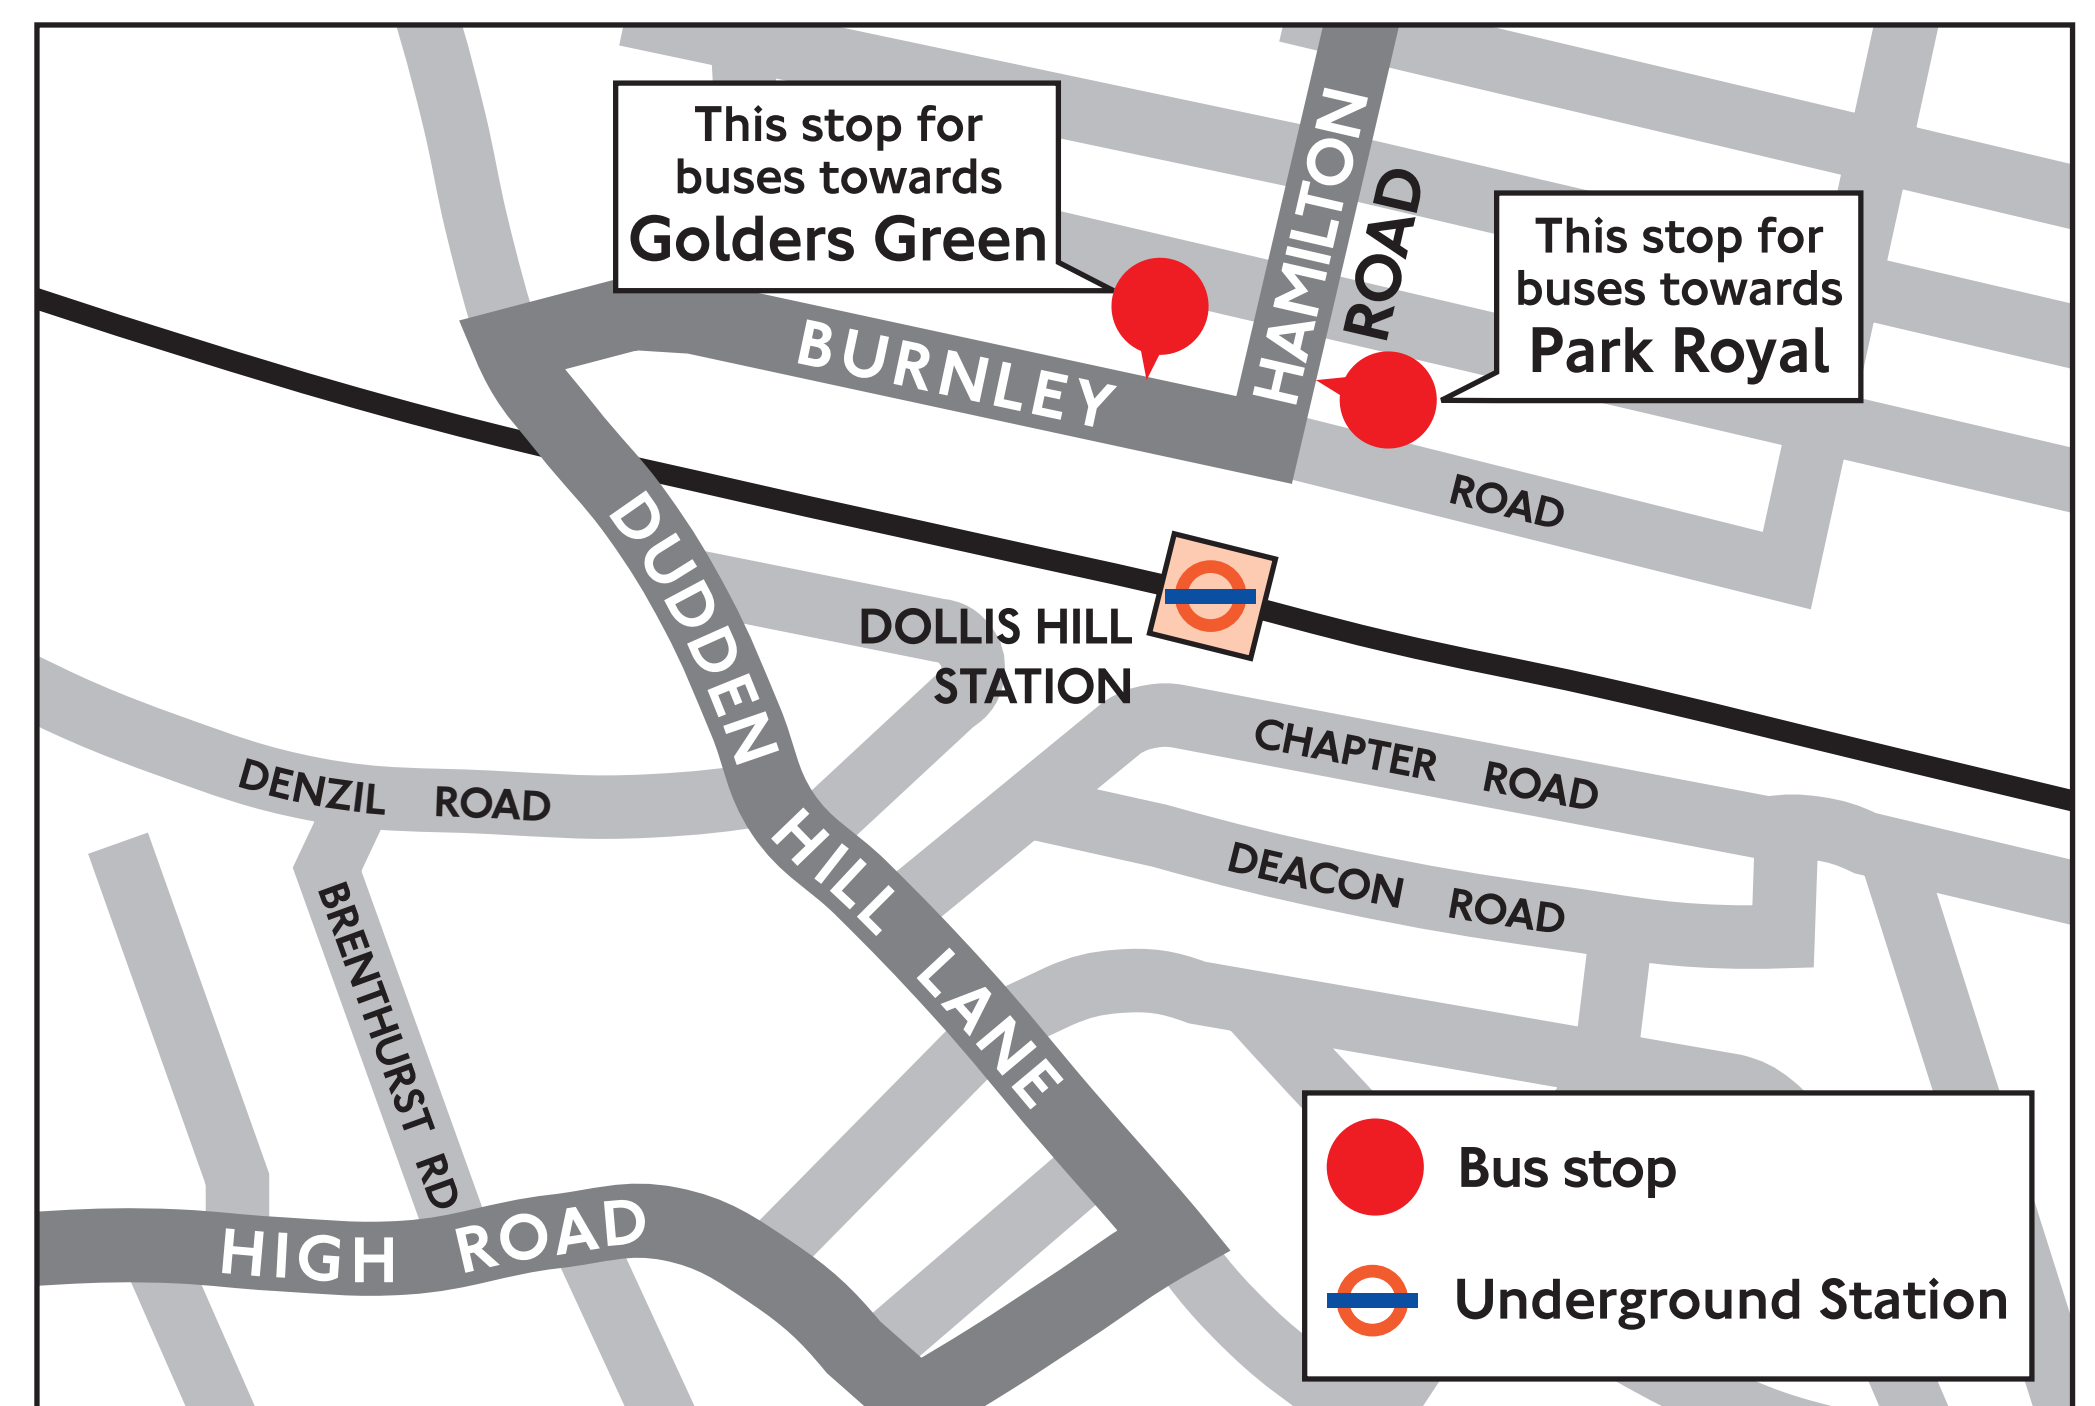 This stop for
buses towards
Golders Green
HAMILTON
ROAD
This stop for
buses towards
Park Royal
BURNLEY
ROAD
DUDDEN
HILL
LANE
DOLLIS HILL
STATION
CHAPTER ROAD
DENZIL ROAD
DEACON ROAD
BRENTHURST RD
HIGH ROAD
Bus stop
Underground Station